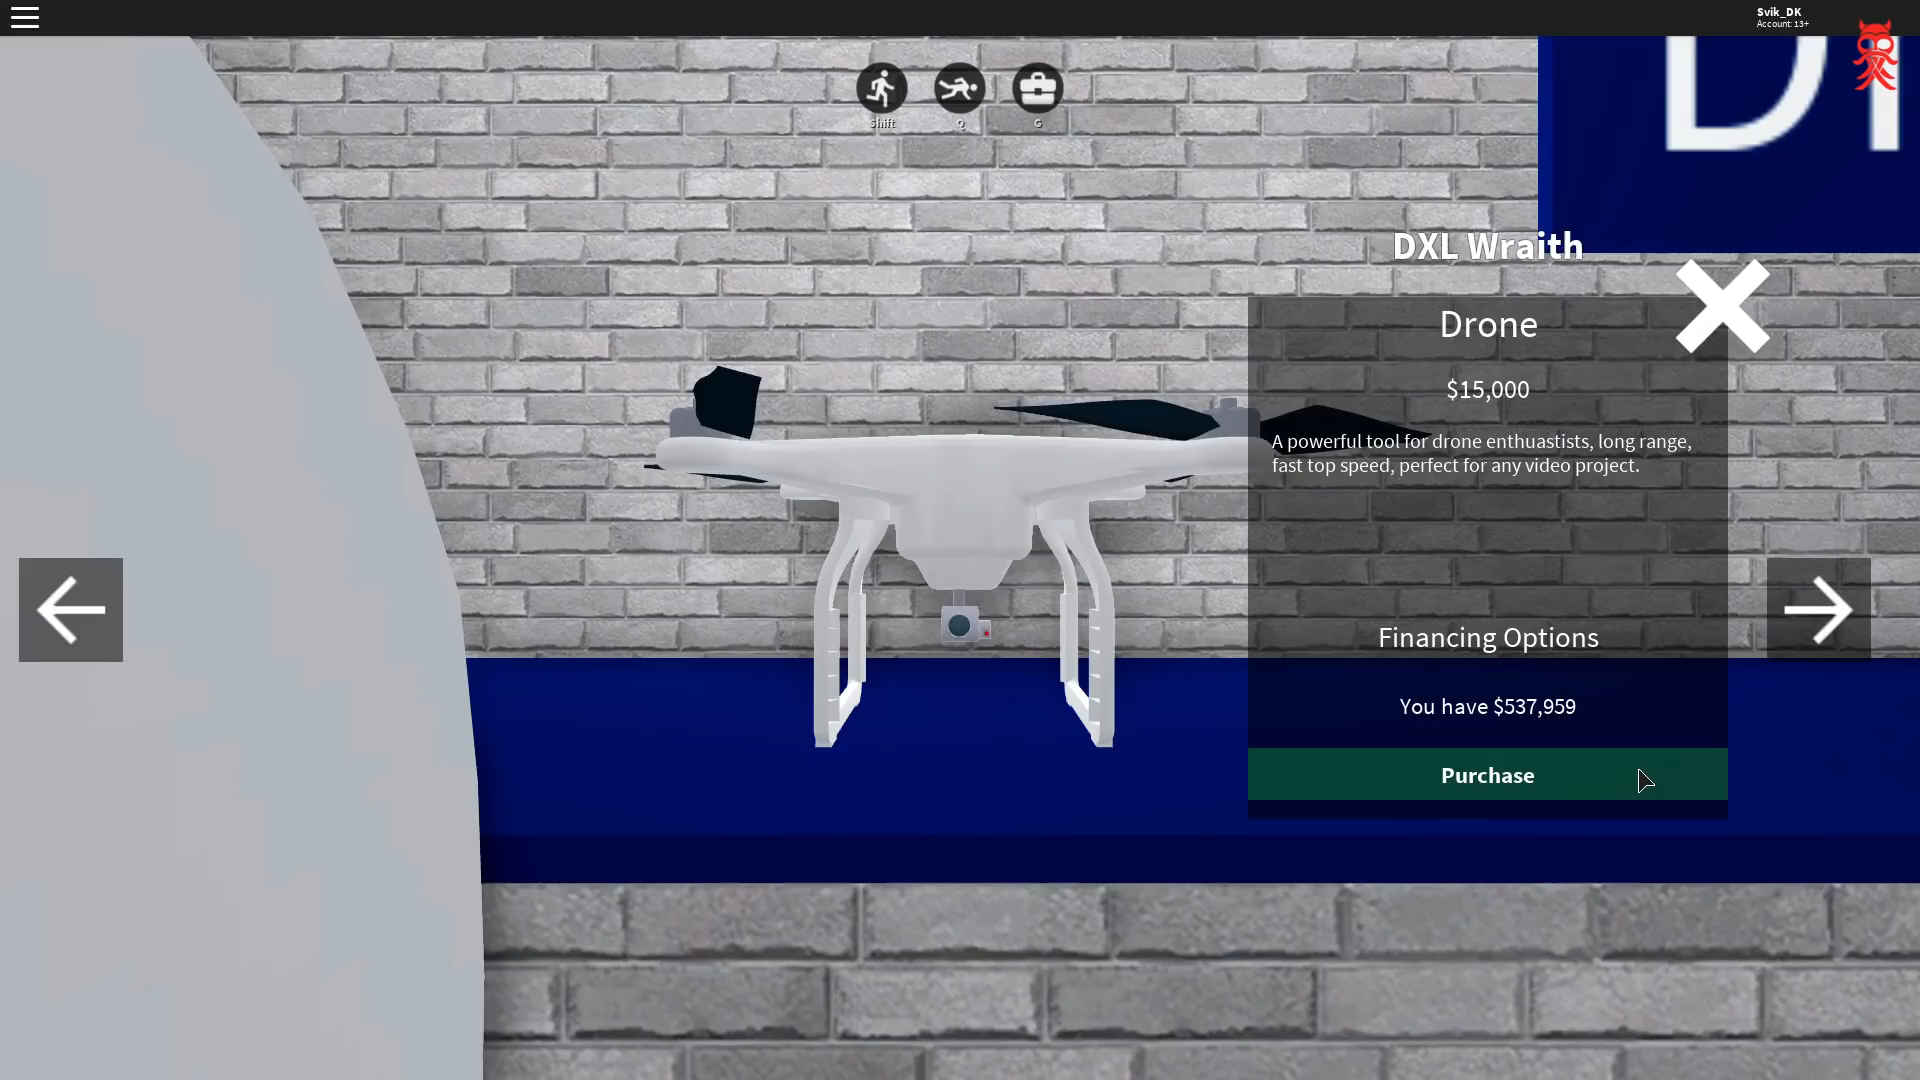 Svik_DK
Account: 13+
Shift
Q
G
DXL Wraith
Drone
$15,000
A powerful tool for drone enthuastists, long range,
fast top speed, perfect for any video project.
Financing Options
You have $537,959
Purchase